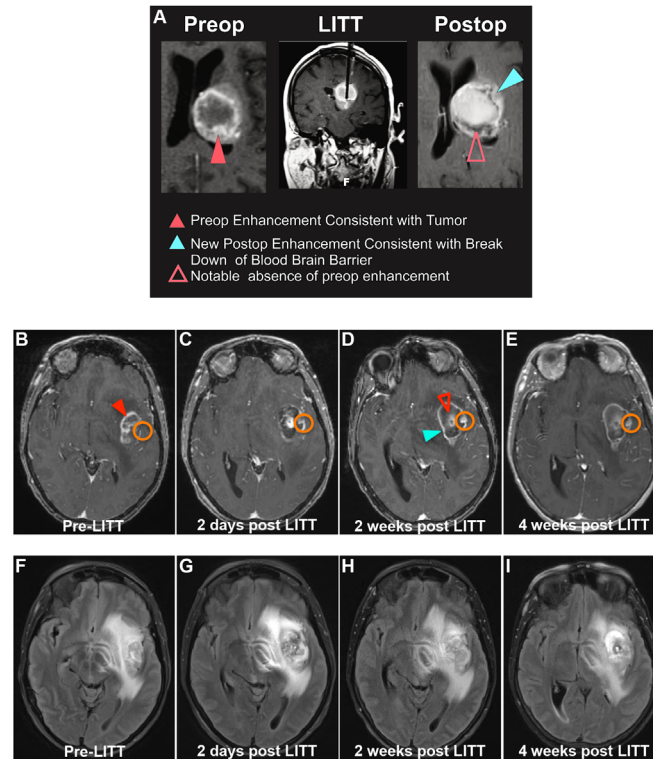 A
Preop
LITT
Postop
F
Preop Enhancement Consistent with Tumor
New Postop Enhancement Consistent with Break
Down of Blood Brain Barrier
Notable absence of preop enhancement
B
C
D
E
Pre-LITT
2 days post LITT
2 weeks post LITT
4 weeks post LITT
F
G
H
I
Pre-LITT
2 days post LITT
2 weeks post LITT
4 weeks post LITT